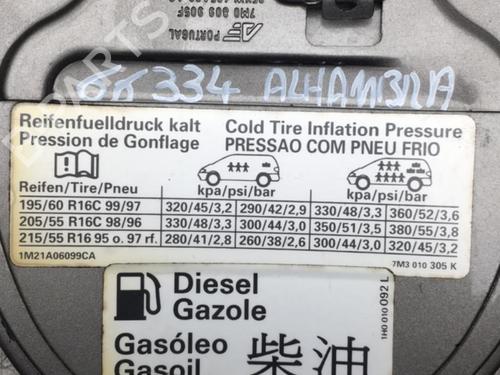 PORTUGAL
7M0 809 905F
66334 ALHAMBRA
Reifenfuelldruck kalt
Pression de Gonflage
Cold Tire Inflation Pressure
PRESSAO COM PNEU FRIO
Reifen/Tire/Pneu
kpa/psi/bar kpa/psi/bar
195/60 R16C 99/97 320/45/3,2 290/42/2,9 330/48/3,3 360/52/3,6
205/55 R16C 98/96 330/48/3,3 300/44/3,0 350/51/3,5 380/55/3,8
215/55 R16 95 o. 97 rf. 280/41/2,8 260/38/2,6 300/44/3,0 320/45/3,2
1M21A06099CA
7M3 010 305 K
Diesel
Gazole
Gasóleo
Gasoil
柴油
1H0 010 092 L